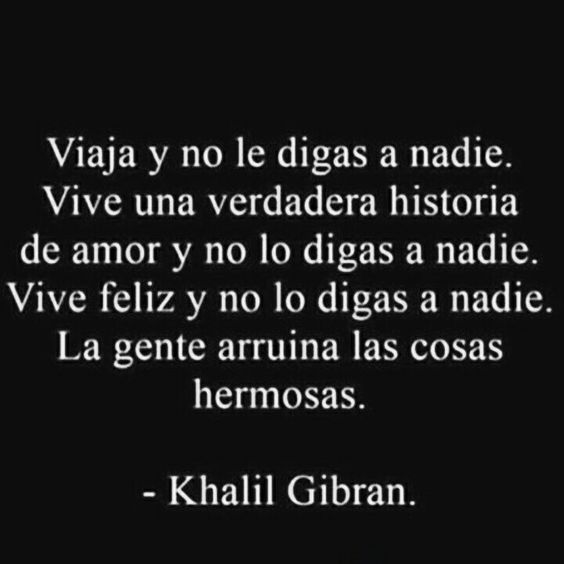 Viaja y no le digas a nadie.
Vive una verdadera historia
de amor y no lo digas a nadie.
Vive feliz y no lo digas a nadie.
La gente arruina las cosas
hermosas.
- Khalil Gibran.